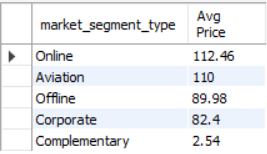 market_segment_type Avg Price
Online 112.46
Aviation 110
Offline 89.98
Corporate 82.4
Complementary 2.54